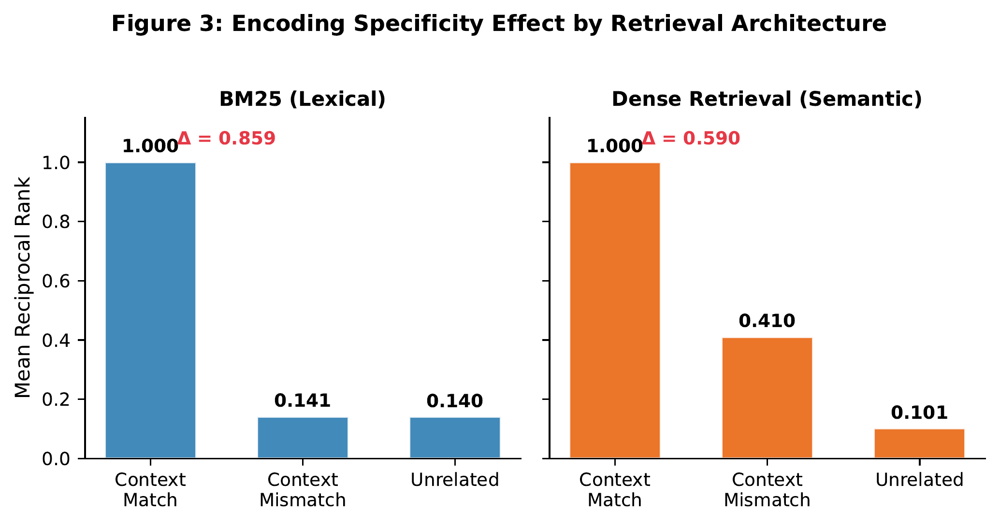 Figure 3: Encoding Specificity Effect by Retrieval Architecture
BM25 (Lexical)
Δ = 0.859
1.000
1.0
0.8
0.6
0.4
0.2
0.0
Mean Reciprocal Rank
0.141
0.140
Context
Match
Context
Mismatch
Unrelated
Dense Retrieval (Semantic)
Δ = 0.590
1.000
0.410
0.101
Context
Match
Context
Mismatch
Unrelated